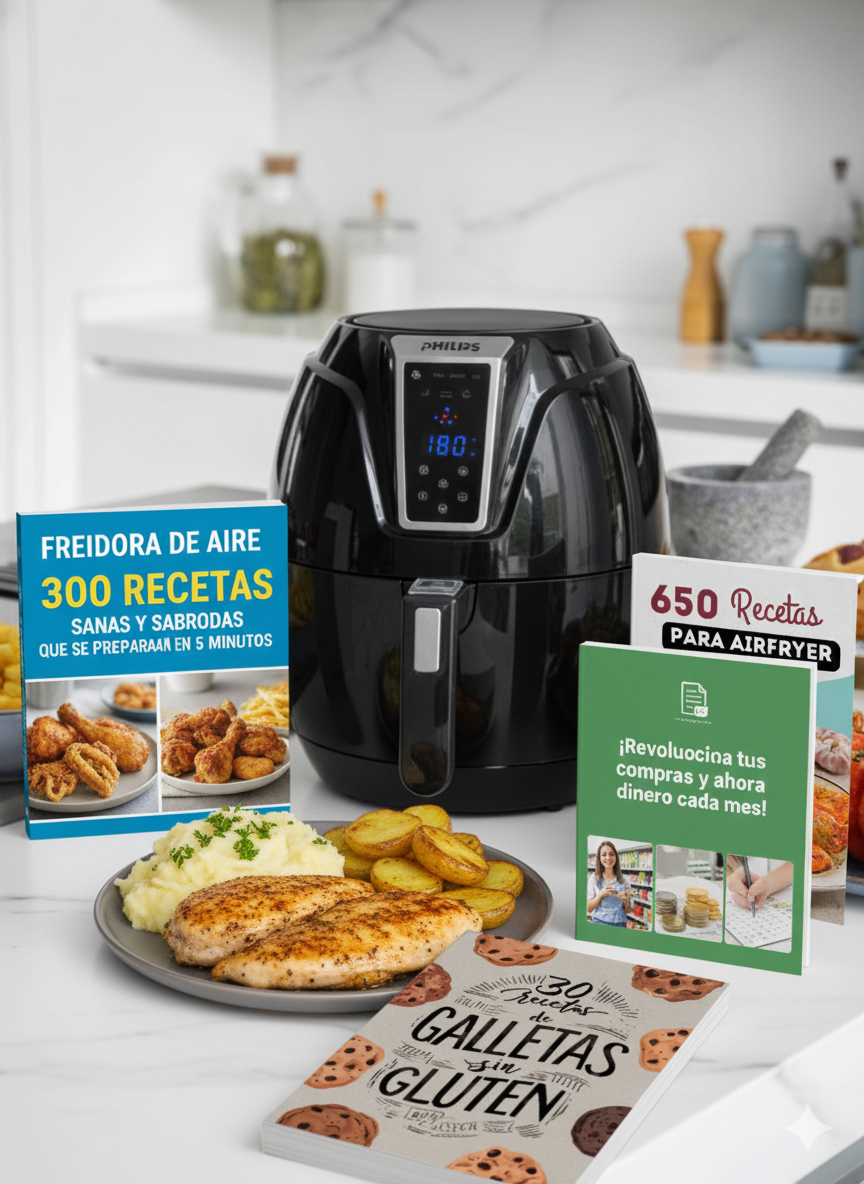 PHILIPS
180
FREIDORA DE AIRE
300 RECETAS
SANAS Y SABRODAS
QUE SE PREPARAAN EN 5 MINUTOS
650 Recetas
PARA AIRFRYER
¡Revoluocina tus
compras y ahora
dinero cada mes!
30
Recetas
de
GALLETAS
sin
GLUTEN